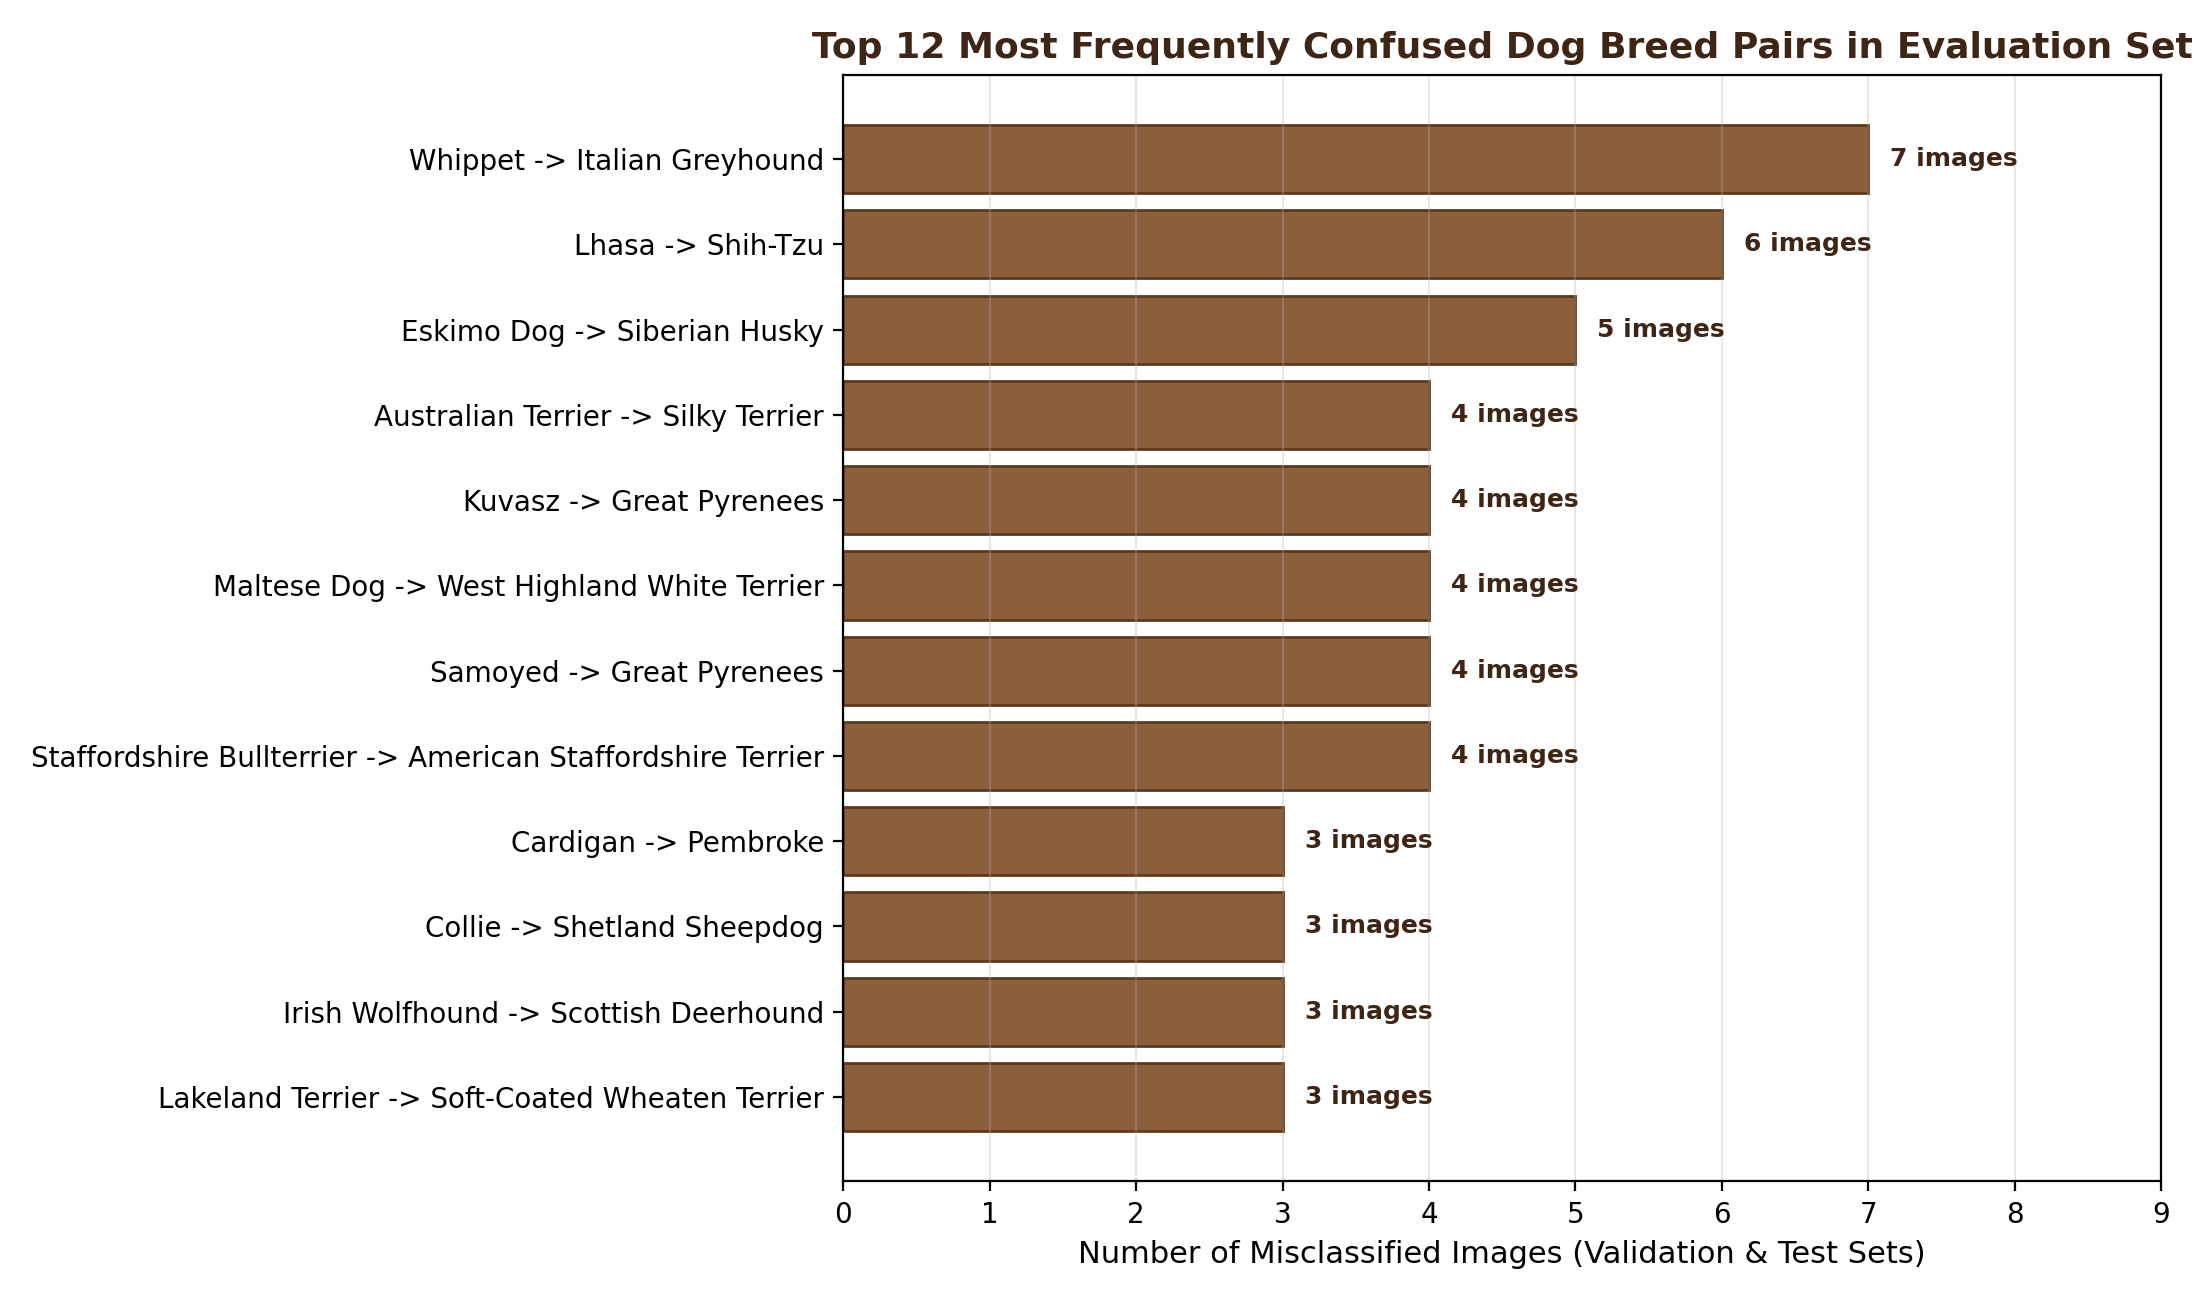 Top 12 Most Frequently Confused Dog Breed Pairs in Evaluation Set
Whippet -> Italian Greyhound
7 images
Lhasa -> Shih-Tzu
6 images
Eskimo Dog -> Siberian Husky
5 images
Australian Terrier -> Silky Terrier
4 images
Kuvasz -> Great Pyrenees
4 images
Maltese Dog -> West Highland White Terrier
4 images
Samoyed -> Great Pyrenees
4 images
Staffordshire Bullterrier -> American Staffordshire Terrier
4 images
Cardigan -> Pembroke
3 images
Collie -> Shetland Sheepdog
3 images
Irish Wolfhound -> Scottish Deerhound
3 images
Lakeland Terrier -> Soft-Coated Wheaten Terrier
3 images
0 1 2 3 4 5 6 7 8 9
Number of Misclassified Images (Validation & Test Sets)